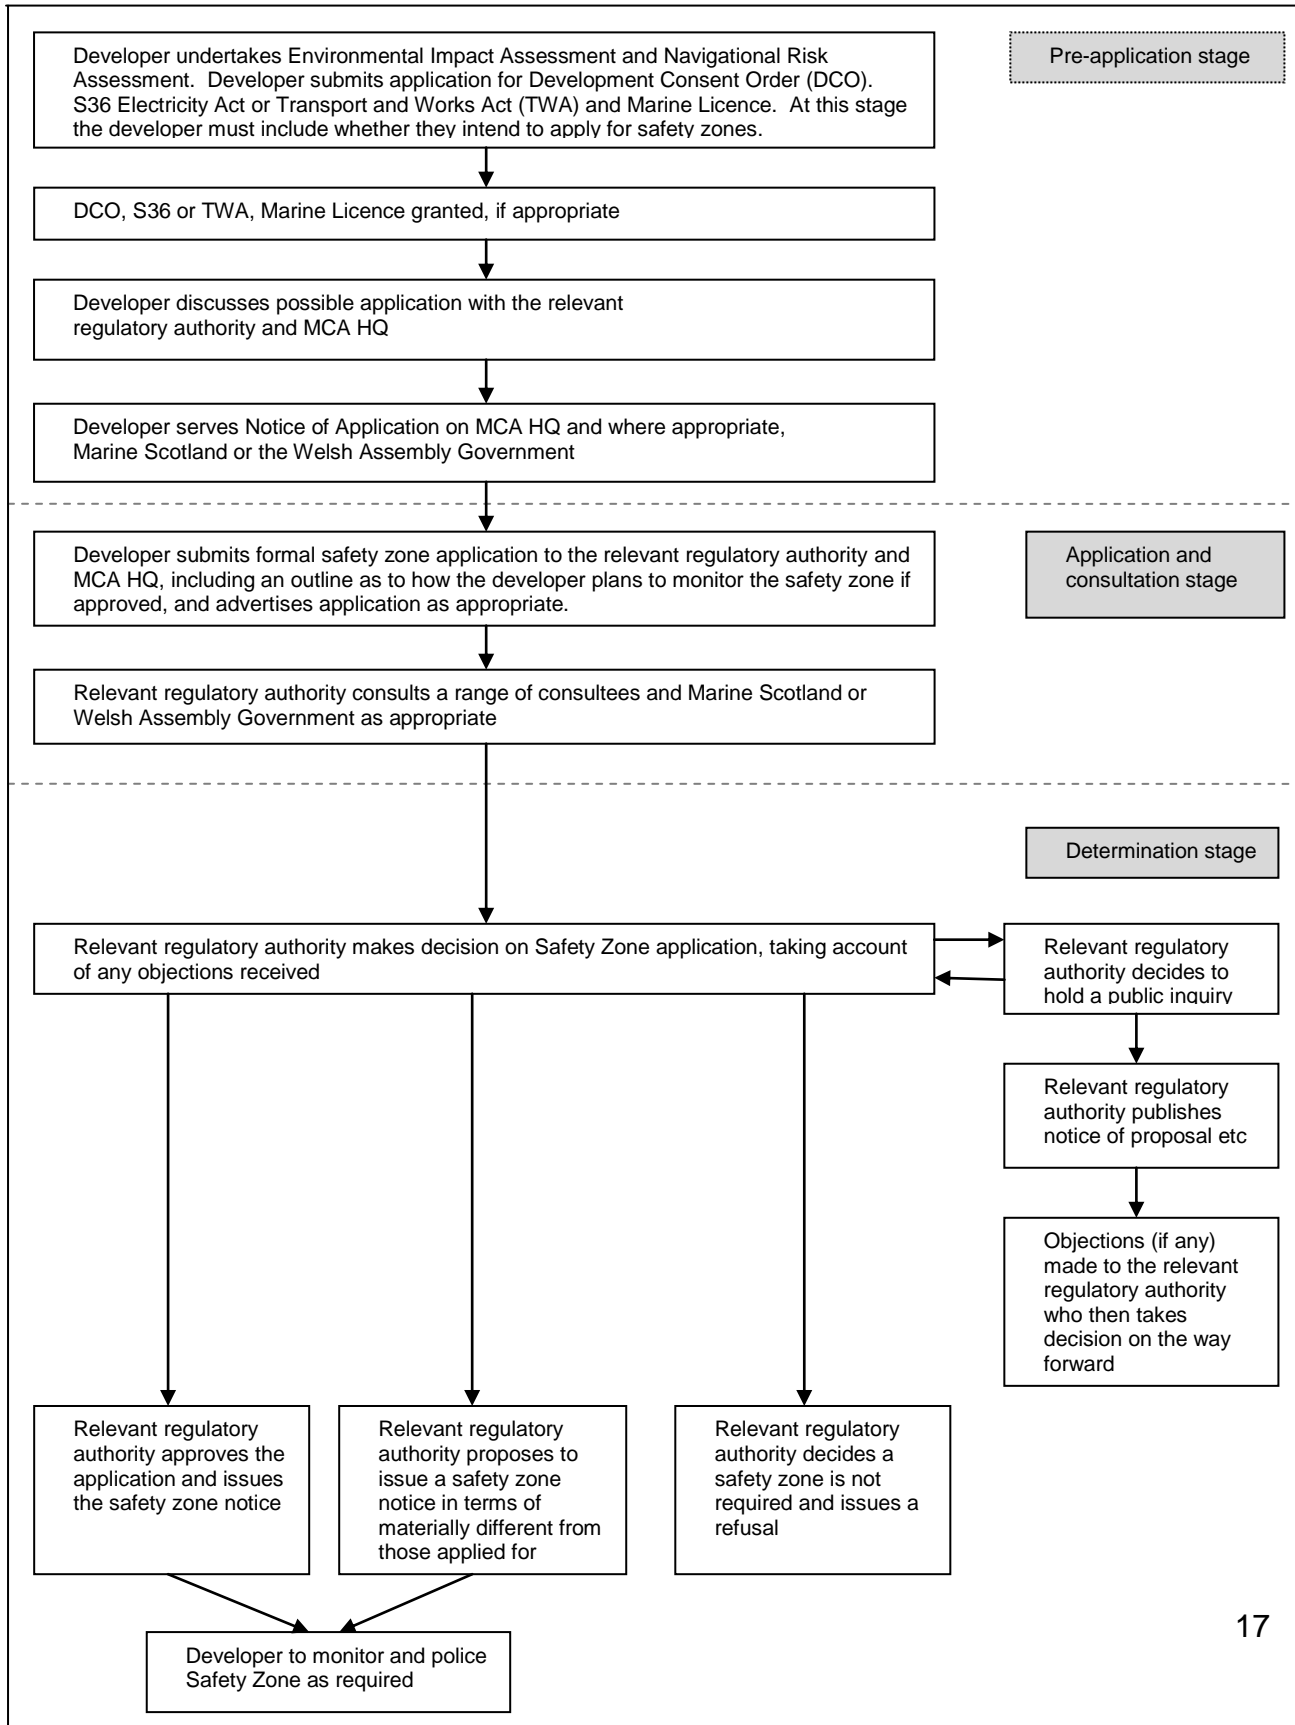 Developer undertakes Environmental Impact Assessment and Navigational Risk
Assessment. Developer submits application for Development Consent Order (DCO).
S36 Electricity Act or Transport and Works Act (TWA) and Marine Licence. At this stage
the developer must include whether they intend to apply for safety zones.
Pre-application stage
DCO, S36 or TWA, Marine Licence granted, if appropriate
Developer discusses possible application with the relevant
regulatory authority and MCA HQ
Developer serves Notice of Application on MCA HQ and where appropriate,
Marine Scotland or the Welsh Assembly Government
Developer submits formal safety zone application to the relevant regulatory authority and
MCA HQ, including an outline as to how the developer plans to monitor the safety zone if
approved, and advertises application as appropriate.
Application and
consultation stage
Relevant regulatory authority consults a range of consultees and Marine Scotland or
Welsh Assembly Government as appropriate
Determination stage
Relevant regulatory authority makes decision on Safety Zone application, taking account
of any objections received
Relevant regulatory
authority decides to
hold a public inquiry
Relevant regulatory
authority publishes
notice of proposal etc
Objections (if any)
made to the relevant
regulatory authority
who then takes
decision on the way
forward
Relevant regulatory
authority approves the
application and issues
the safety zone notice
Relevant regulatory
authority proposes to
issue a safety zone
notice in terms of
materially different from
those applied for
Relevant regulatory
authority decides a
safety zone is not
required and issues a
refusal
Developer to monitor and police
Safety Zone as required
17